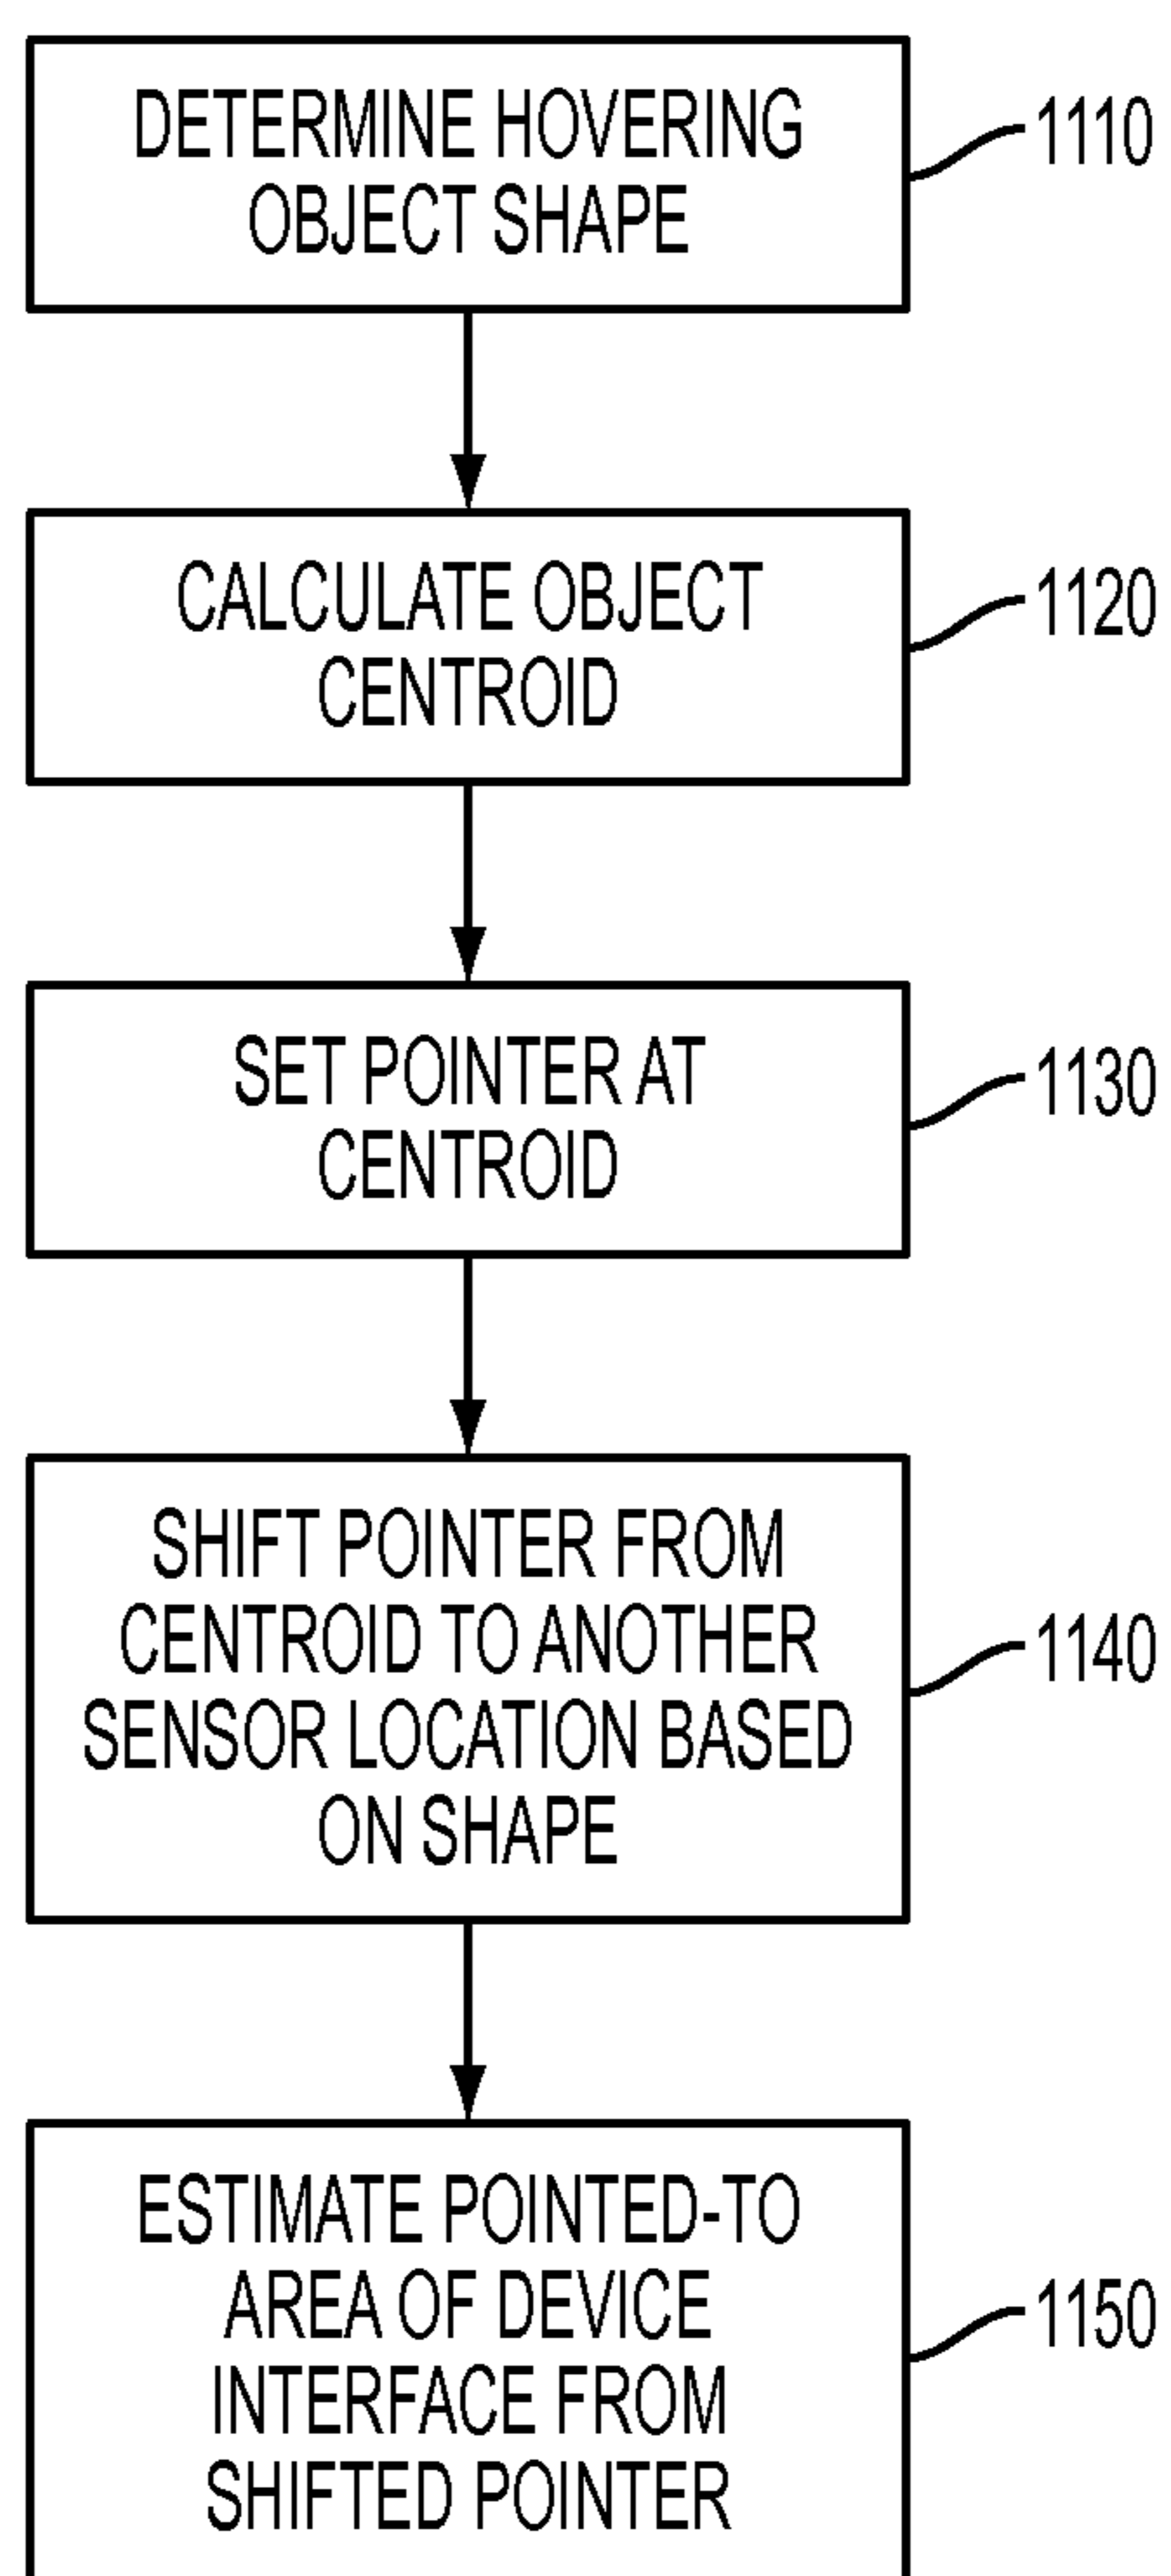 DETERMINE HOVERING
OBJECT SHAPE
1110
CALCULATE OBJECT
CENTROID
1120
SET POINTER AT
CENTROID
1130
SHIFT POINTER FROM
CENTROID TO ANOTHER
SENSOR LOCATION BASED
ON SHAPE
1140
ESTIMATE POINTED-TO
AREA OF DEVICE
INTERFACE FROM
SHIFTED POINTER
1150